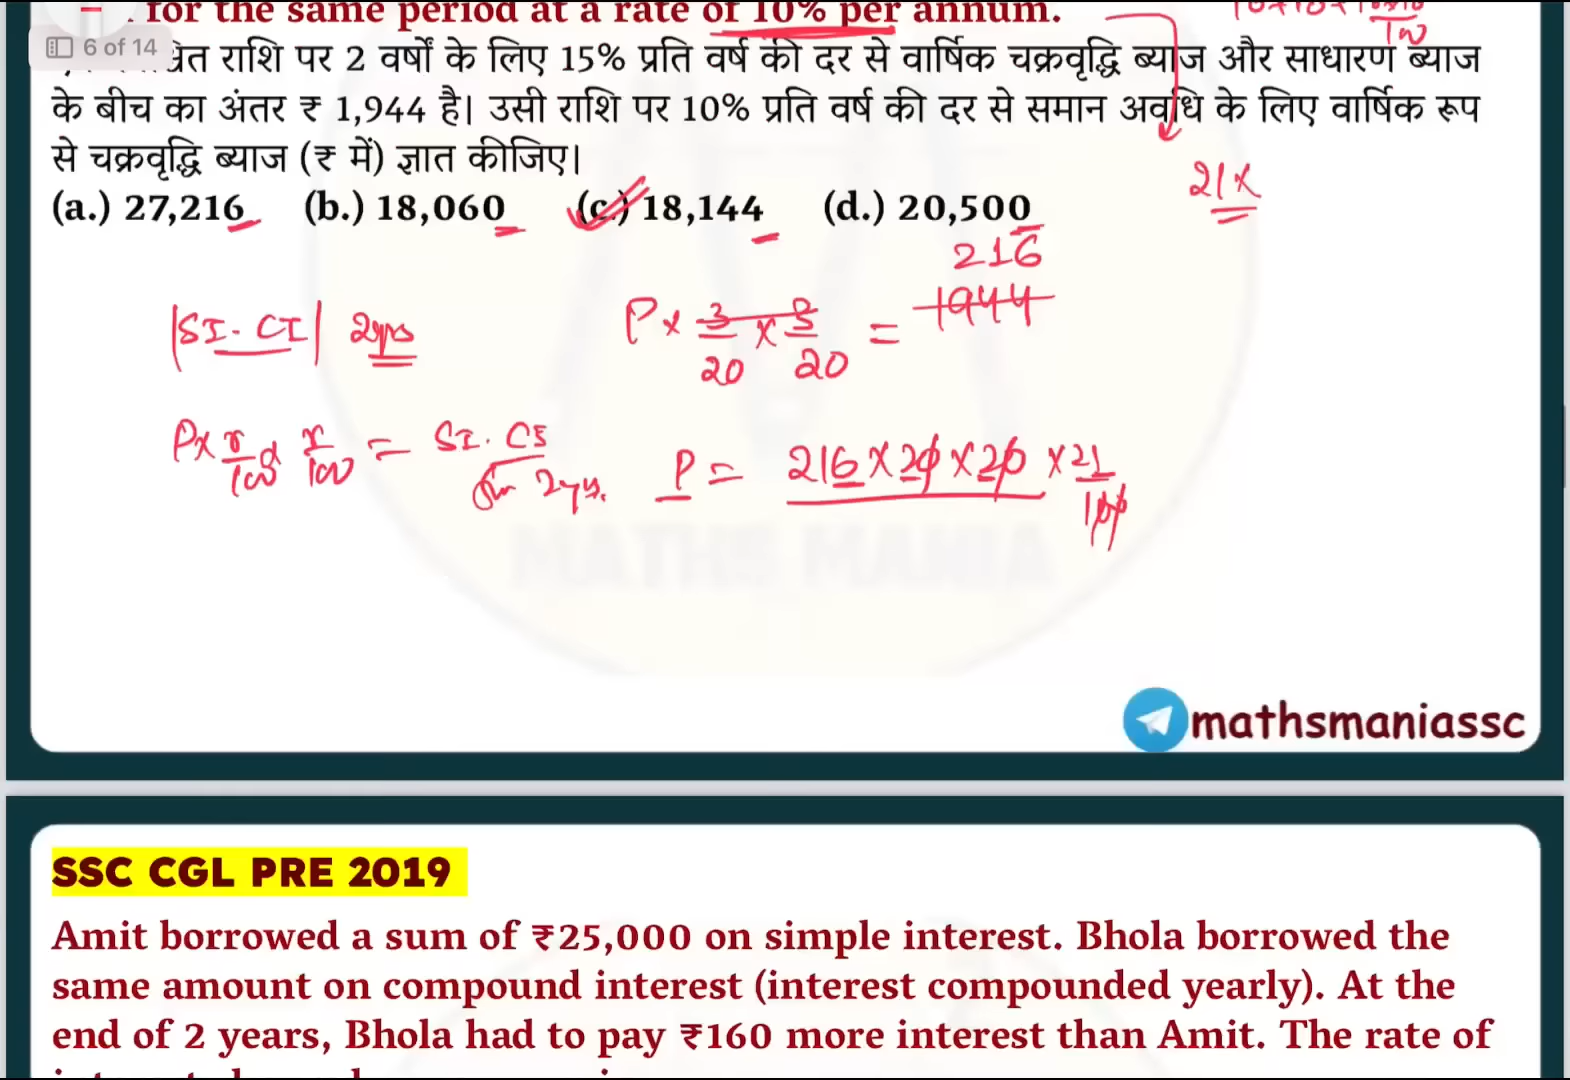 for the same period at a rate of 10% per annum.
6 of 14
राशि पर 2 वर्षों के लिए 15% प्रति वर्ष की दर से वार्षिक चक्रवृद्धि ब्याज और साधारण ब्याज
के बीच का अंतर ₹ 1,944 है। उसी राशि पर 10% प्रति वर्ष की दर से समान अवधि के लिए वार्षिक रूप
से चक्रवृद्धि ब्याज (₹ में) ज्ञात कीजिए।
21%
(a.) 27,216 (b.) 18,060 (c.) 18,144 (d.) 20,500
216
|SI - CI| 2yrs
P × 3/20 × 3/20 = 1944
P × r/100 × r/100 = SI - CI
for 2yrs.
P = 216 × 20 × 20 × 21/100
MATHS MANIA
mathsmaniassc
SSC CGL PRE 2019
Amit borrowed a sum of ₹25,000 on simple interest. Bhola borrowed the
same amount on compound interest (interest compounded yearly). At the
end of 2 years, Bhola had to pay ₹160 more interest than Amit. The rate of